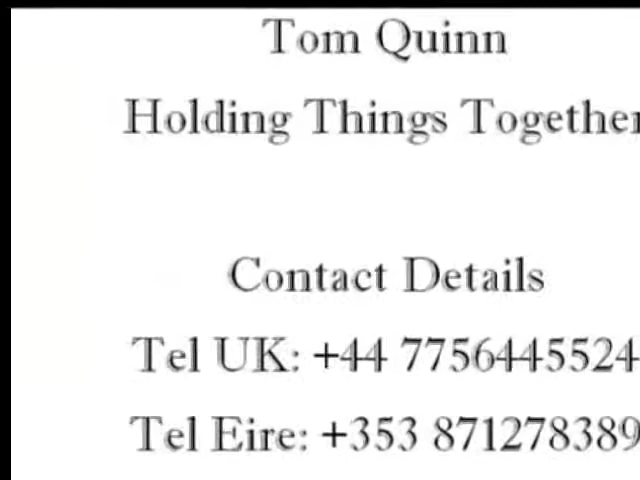 Tom Quinn
Holding Things Together
Contact Details
Tel UK: +44 7756445524
Tel Eire: +353 871278389